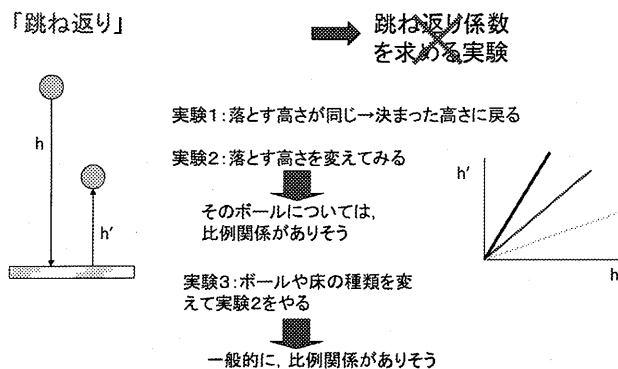 「跳ね返り」
跳ね返り係数
を求める実験
実験1:落とす高さが同じ→決まった高さに戻る
実験2:落とす高さを変えてみる
そのボールについては,
比例関係がありそう
実験3:ボールや床の種類を変
えて実験2をやる
一般的に, 比例関係がありそう
h
h′
h′
h